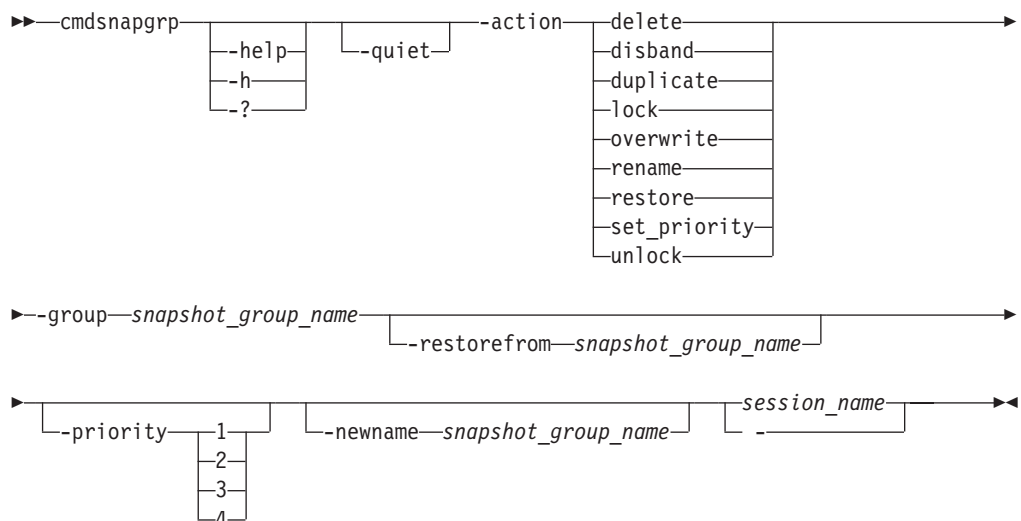 cmdsnapgrp -action delete
-help -quiet disband
-h duplicate
-? lock
overwrite
rename
restore
set_priority
unlock
-group snapshot_group_name
-restorefrom snapshot_group_name
session_name
-priority 1 -newname snapshot_group_name -
2
3
4